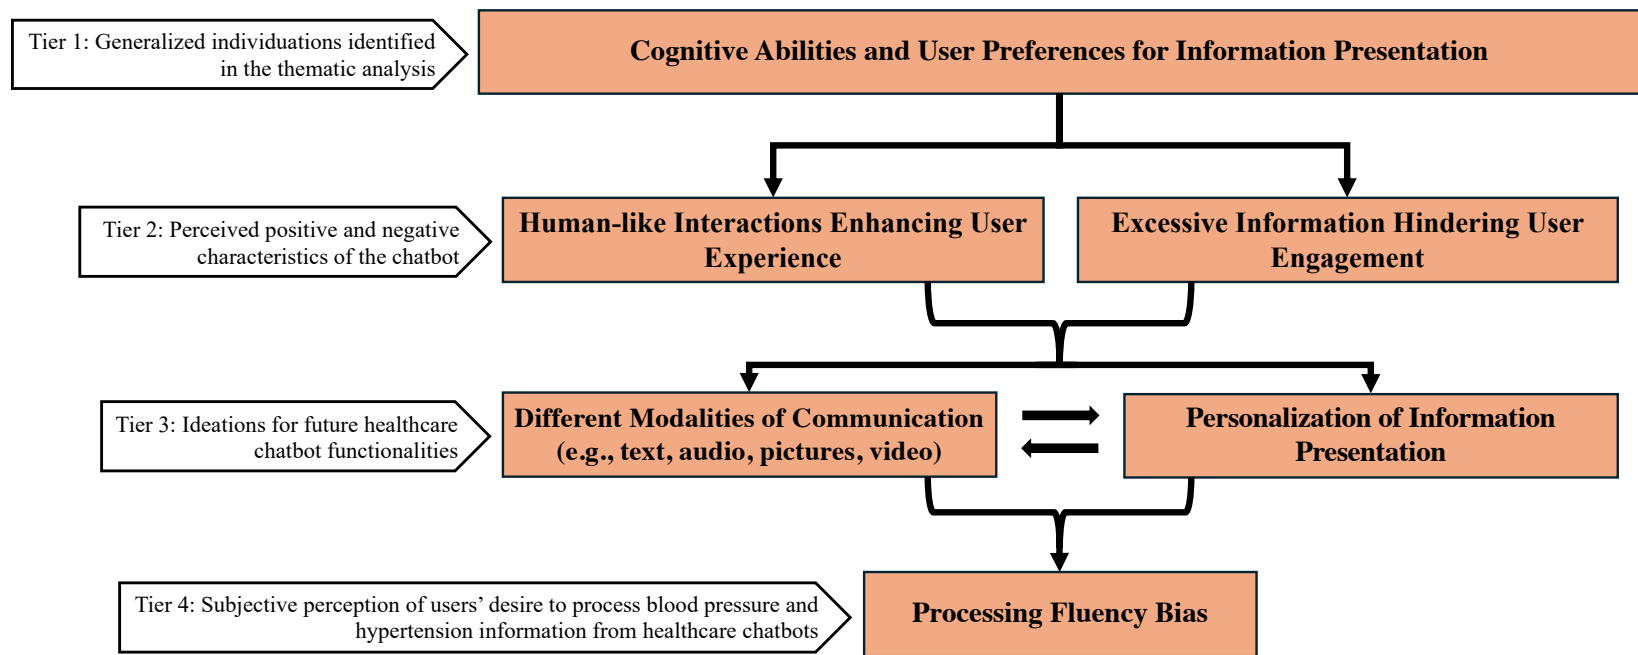 Tier 1: Generalized individuations identified
in the thematic analysis
Cognitive Abilities and User Preferences for Information Presentation
Tier 2: Perceived positive and negative
characteristics of the chatbot
Human-like Interactions Enhancing User
Experience
Excessive Information Hindering User
Engagement
Tier 3: Ideations for future healthcare
chatbot functionalities
Different Modalities of Communication
(e.g., text, audio, pictures, video)
Personalization of Information
Presentation
Tier 4: Subjective perception of users’ desire to process blood pressure and
hypertension information from healthcare chatbots
Processing Fluency Bias